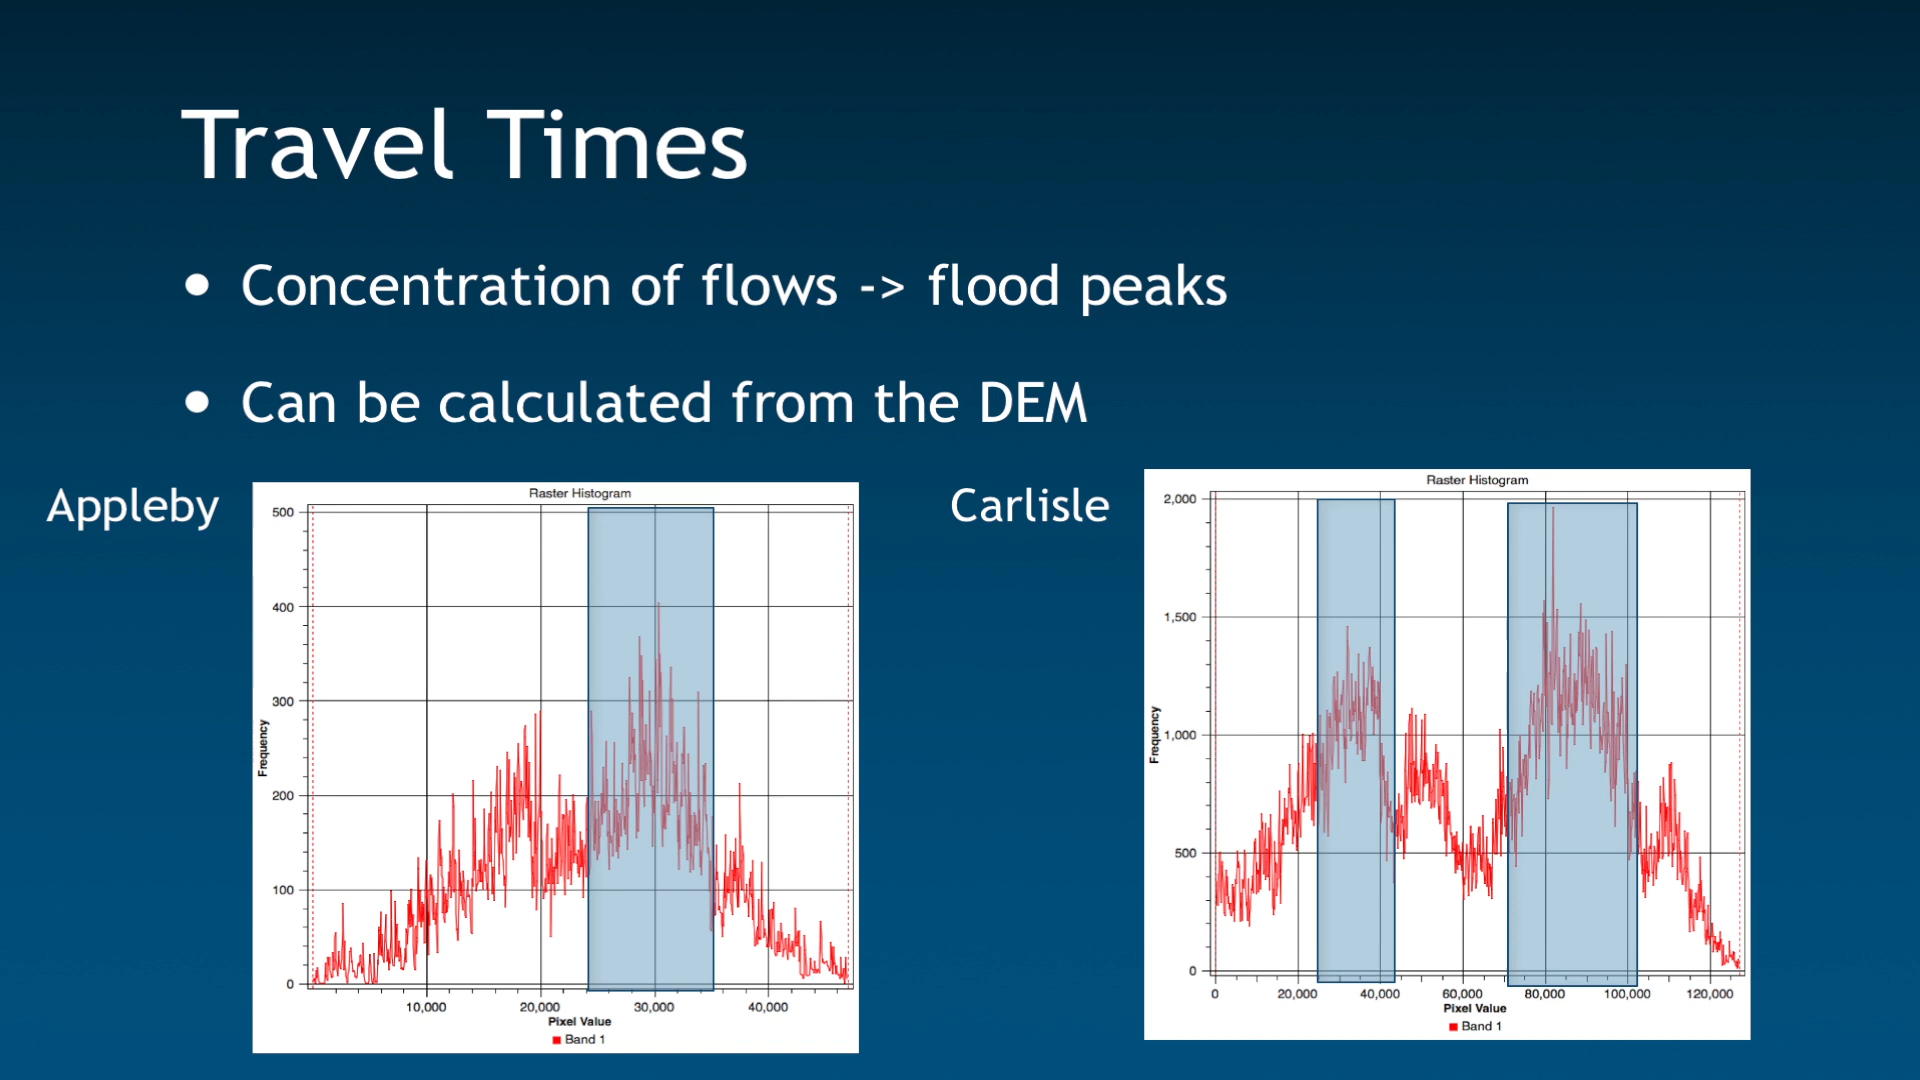 Travel Times
• Concentration of flows -> flood peaks
• Can be calculated from the DEM
Appleby
Raster Histogram
500
400
300
200
100
0
Frequency
10,000 20,000 30,000 40,000
Pixel Value
Band 1
Carlisle
Raster Histogram
2,000
1,500
1,000
500
0
Frequency
0 20,000 40,000 60,000 80,000 100,000 120,000
Pixel Value
Band 1